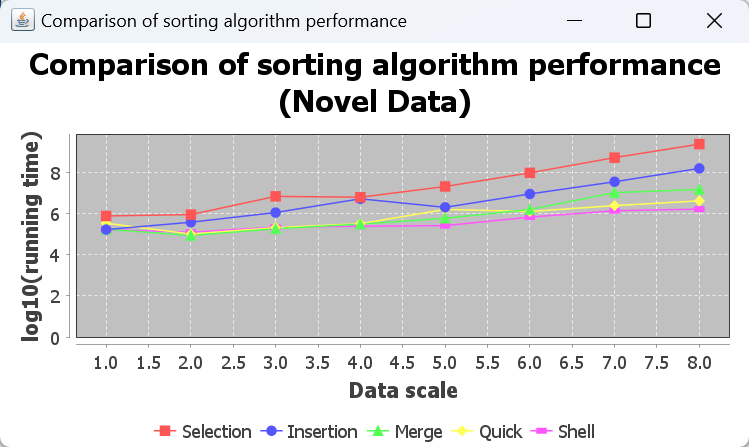 Comparison of sorting algorithm performance
Comparison of sorting algorithm performance
(Novel Data)
log10(running time)
8
6
4
2
0
1.0 1.5 2.0 2.5 3.0 3.5 4.0 4.5 5.0 5.5 6.0 6.5 7.0 7.5 8.0
Data scale
Selection Insertion Merge Quick Shell